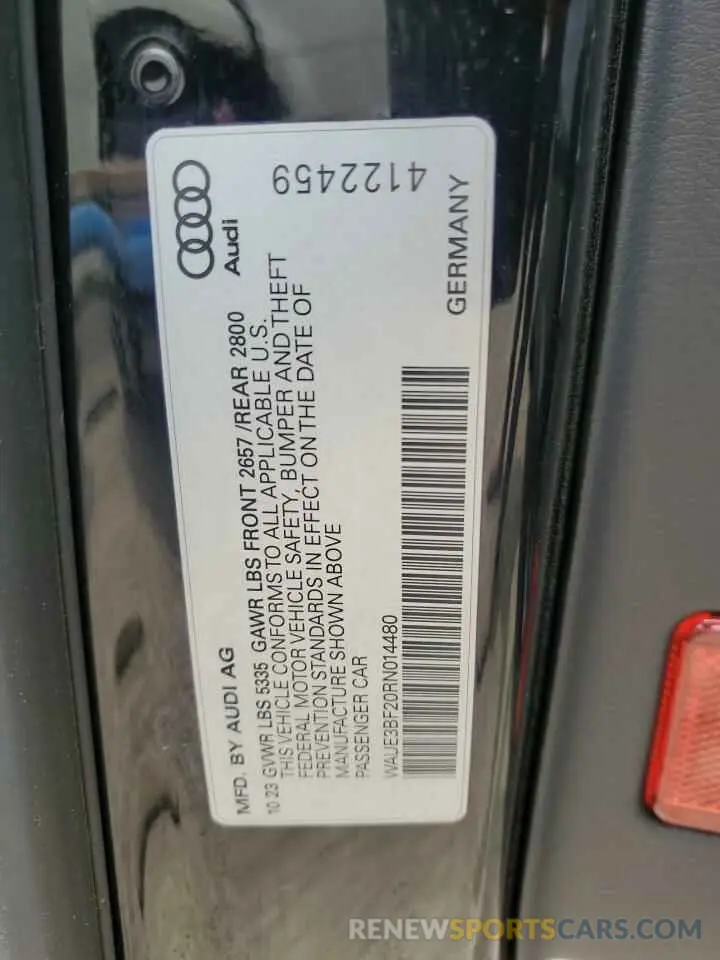 MFD. BY AUDI AG
10 23 GVWR LBS 5335 GAWR LBS FRONT 2657 /REAR 2800
THIS VEHICLE CONFORMS TO ALL APPLICABLE U.S.
FEDERAL MOTOR VEHICLE SAFETY, BUMPER AND THEFT
PREVENTION STANDARDS IN EFFECT ON THE DATE OF
MANUFACTURE SHOWN ABOVE
PASSENGER CAR
WAUE3BF20RN014480
Audi
4122459
GERMANY
RENEWSPORTSCARS.COM